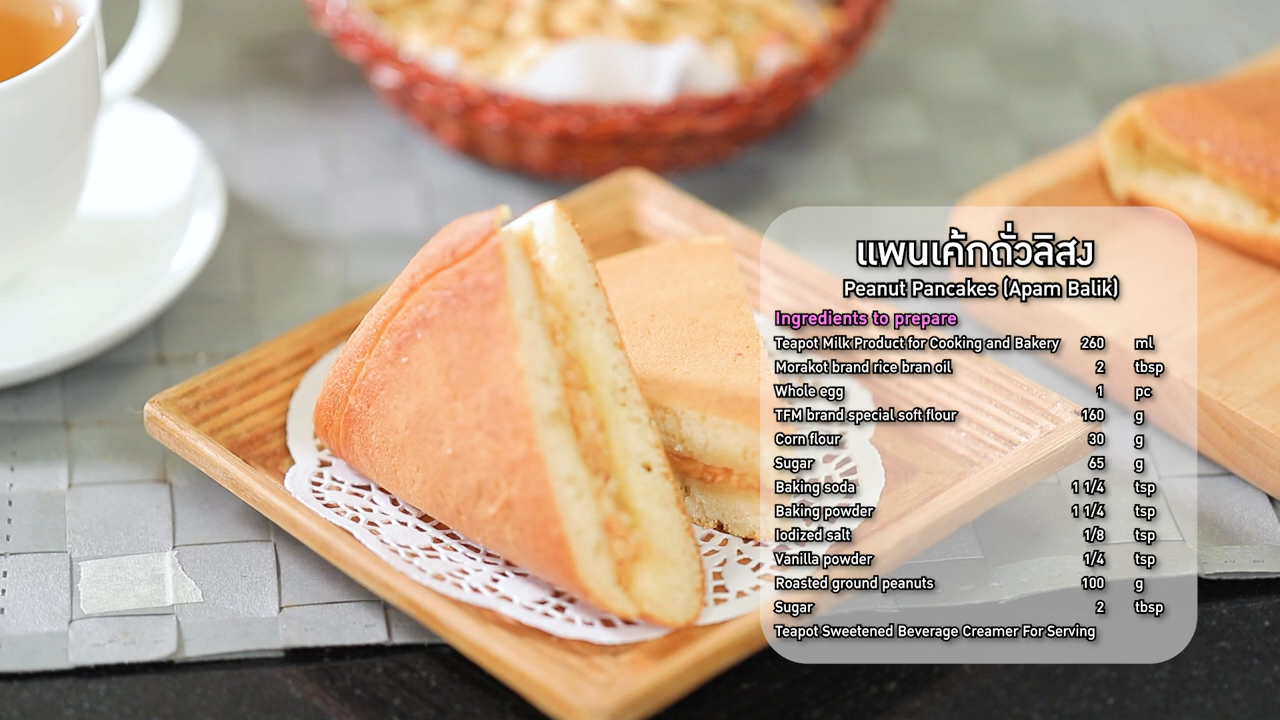 แพนเค้กถั่วลิสง
Peanut Pancakes (Apam Balik)
Ingredients to prepare
Teapot Milk Product for Cooking and Bakery 260 ml
Morakot brand rice bran oil 2 tbsp
Whole egg 1 pc
TFM brand special soft flour 160 g
Corn flour 30 g
Sugar 65 g
Baking soda 1 1/4 tsp
Baking powder 1 1/4 tsp
Iodized salt 1/8 tsp
Vanilla powder 1/4 tsp
Roasted ground peanuts 100 g
Sugar 2 tbsp
Teapot Sweetened Beverage Creamer For Serving